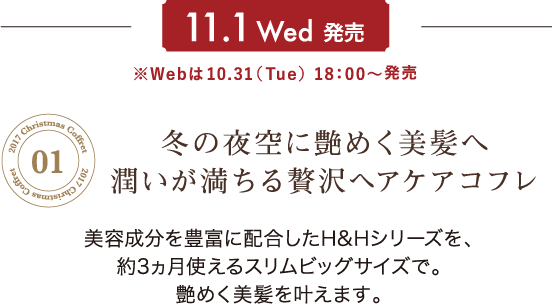 11.1 Wed 発売
※Webは10.31（Tue）18：00〜発売
2017 Christmas Coffret
01
2017 Christmas Coffret
冬の夜空に艶めく美髪へ
潤いが満ちる贅沢ヘアケアコフレ
美容成分を豊富に配合したH&Hシリーズを、
約3ヵ月使えるスリムビッグサイズで。
艶めく美髪を叶えます。